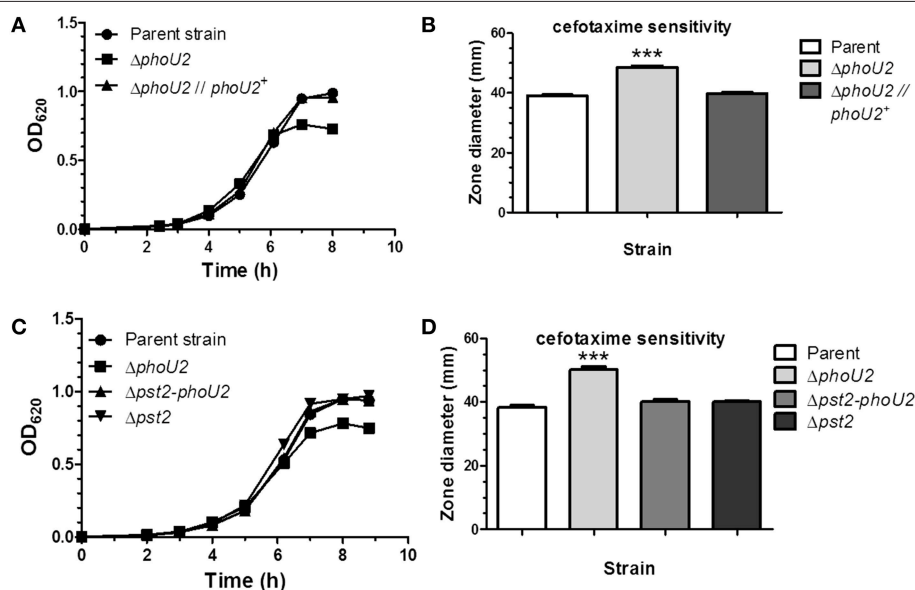 A
1.5
1.0
0.5
0.0
OD620
Parent strain
ΔphoU2
ΔphoU2 // phoU2+
0 2 4 6 8 10
Time (h)
B
cefotaxime sensitivity
60
40
20
0
Zone diameter (mm)
***
Strain
Parent
ΔphoU2
ΔphoU2 //
phoU2+
C
1.5
1.0
0.5
0.0
OD620
Parent strain
ΔphoU2
Δpst2-phoU2
Δpst2
0 2 4 6 8 10
Time (h)
D
cefotaxime sensitivity
60
40
20
0
Zone diameter (mm)
***
Strain
Parent
ΔphoU2
Δpst2-phoU2
Δpst2